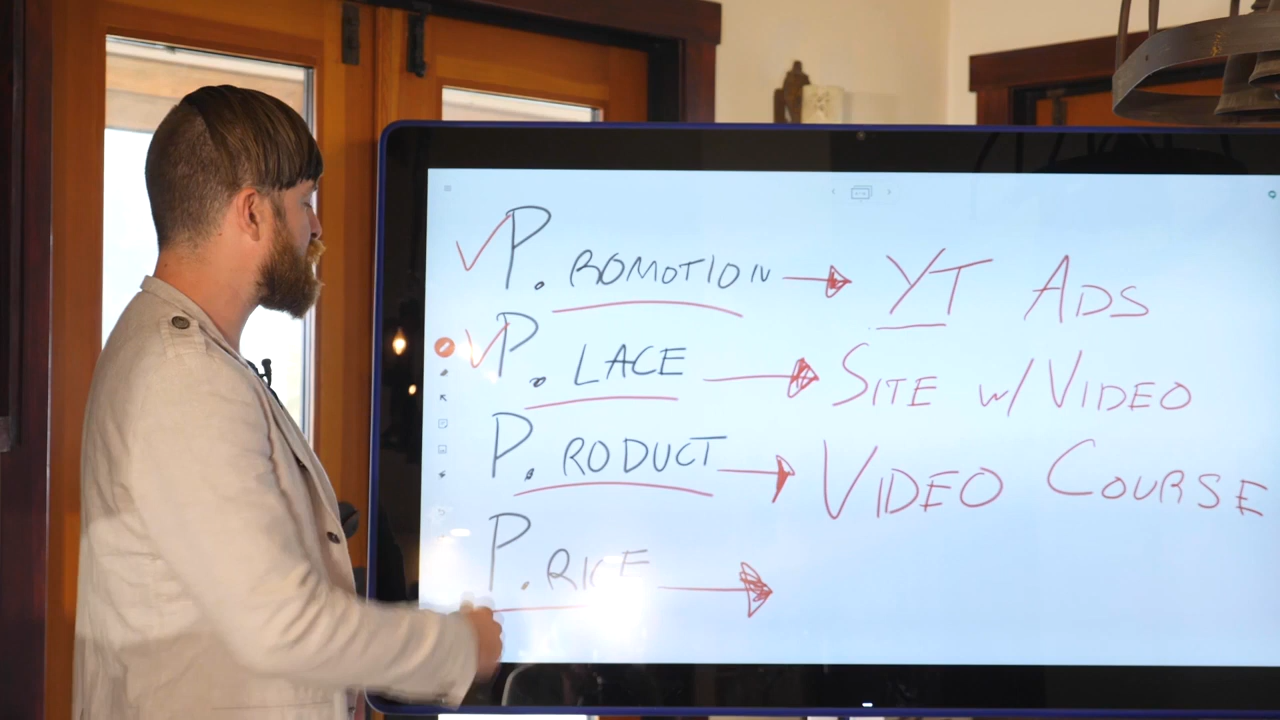 P. ROMOTION → YT ADS
P. LACE → SITE W/ VIDEO
P. RODUCT → VIDEO COURSE
P. RICE →